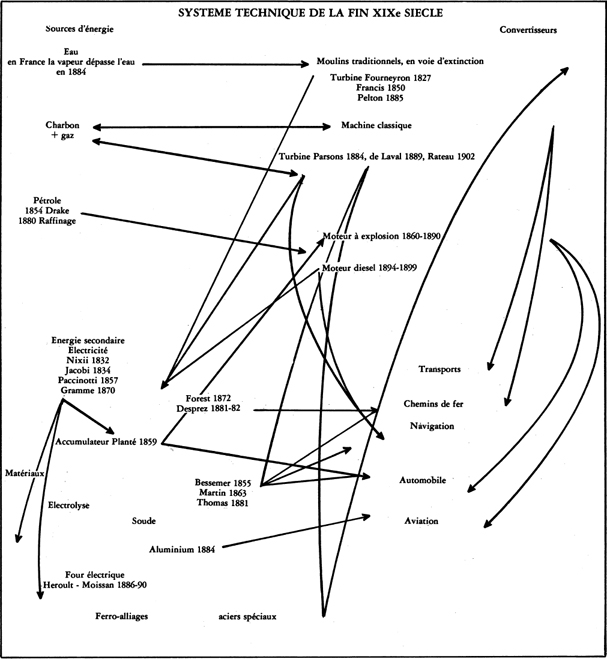 SYSTEME TECHNIQUE DE LA FIN XIXe SIECLE
Sources d'énergie
Convertisseurs
Eau
en France la vapeur dépasse l'eau
en 1884
Moulins traditionnels, en voie d'extinction
Turbine Fourneyron 1827
Francis 1850
Pelton 1885
Charbon
+ gaz
Machine classique
Turbine Parsons 1884, de Laval 1889, Rateau 1902
Pétrole
1854 Drake
1880 Raffinage
Moteur à explosion 1860-1890
Moteur diesel 1894-1899
Energie secondaire
Electricité
Nixii 1832
Jacobi 1834
Paccinotti 1857
Gramme 1870
Transports
Forest 1872
Desprez 1881-82
Chemins de fer
Návigation
Accumulateur Planté 1859
Matériaux
Bessemer 1855
Martin 1863
Thomas 1881
Automobile
Electrolyse
Soude
Aviation
Aluminium 1884
Four électrique
Heroult - Moissan 1886-90
Ferro-alliages
aciers spéciaux